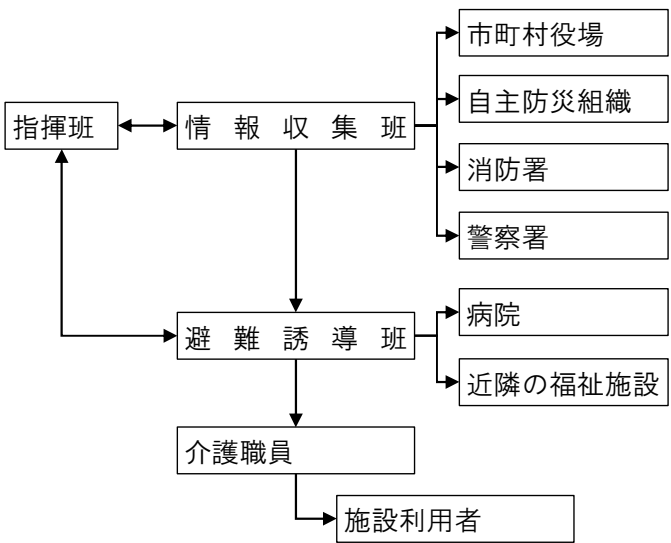 市町村役場
自主防災組織
指揮班
情報収集班
消防署
警察署
病院
避難誘導班
近隣の福祉施設
介護職員
施設利用者